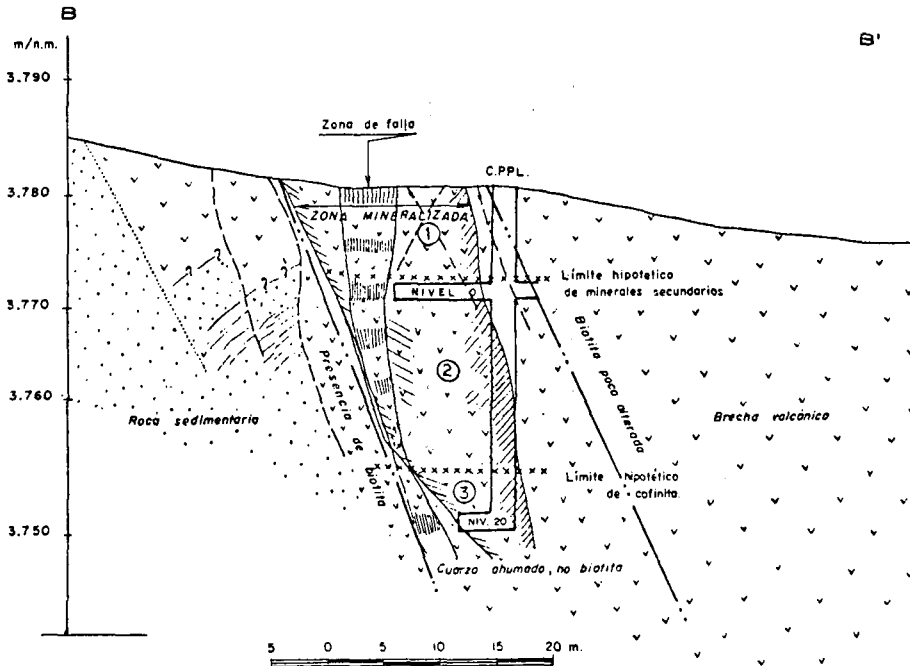 B
B'
m/n.m.
3.790
Zona de falla
C.PPL.
3.780
ZONA MINERALIZADA
1
Límite hipotético
de minerales secundarios
NIVEL 0
3.770
2
Biotita poco alterada
3.760
Presencia de biotita
Roca sedimentaria
Brecha volcánica
Límite hipotético
de cofinita
3
3.750
NIV. 20
Cuarzo ahumado, no biotita
5 0 5 10 15 20 m.
? ? ?